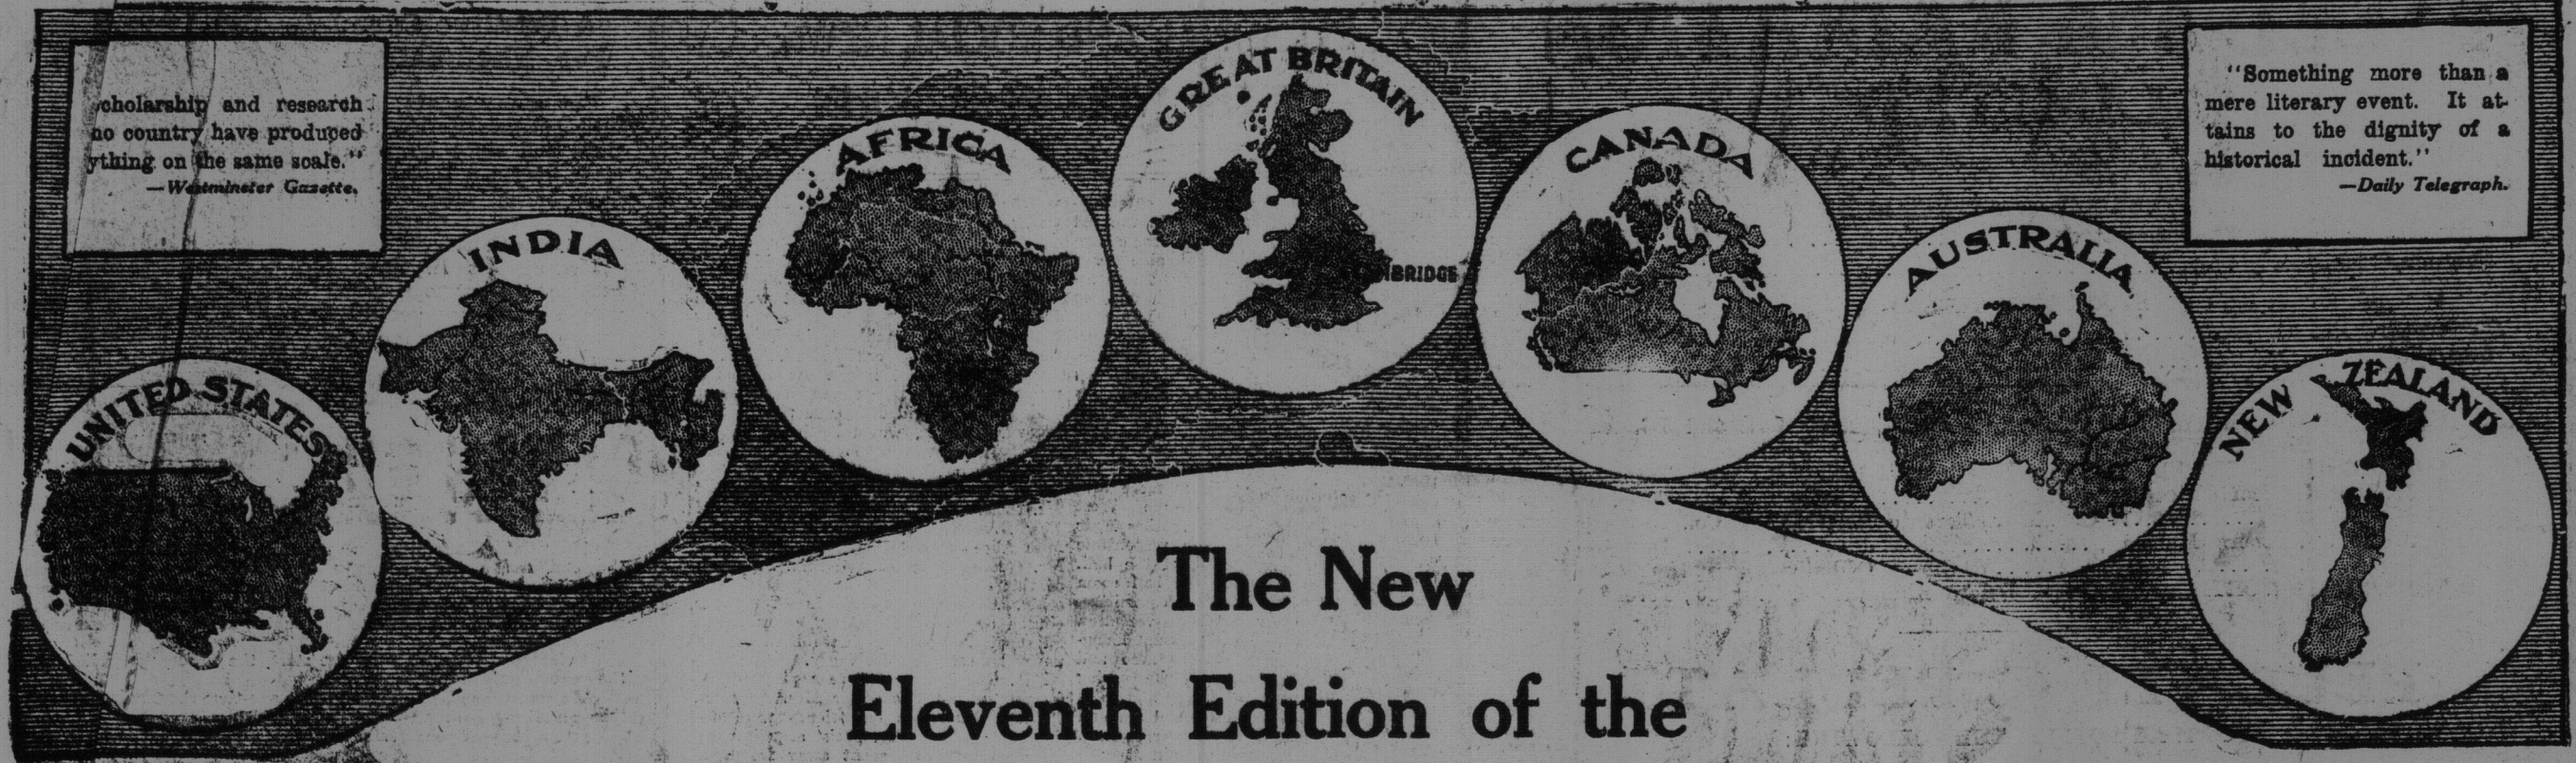 cholarship and research
no country have produced
ything on the same scale."
—Westminster Gazette.
"Something more than a
mere literary event. It at-
tains to the dignity of a
historical incident."
—Daily Telegraph.
GREAT BRITAIN
AFRICA
CANADA
INDIA
AUSTRALIA
UNITED STATES
NEW ZEALAND
The New
Eleventh Edition of the